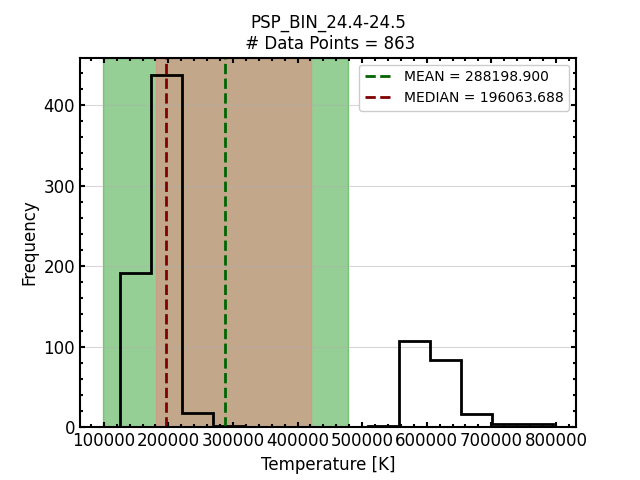 PSP_BIN_24.4-24.5
# Data Points = 863
MEAN = 288198.900
MEDIAN = 196063.688
Frequency
400
300
200
100
0
100000 200000 300000 400000 500000 600000 700000 800000
Temperature [K]